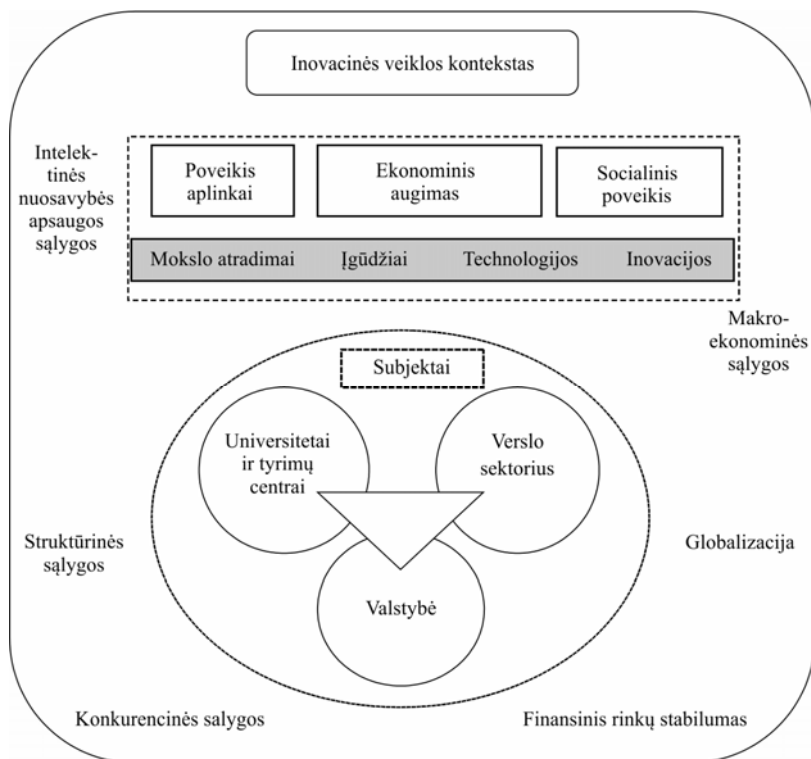 Inovacinės veiklos kontekstas
Intelek-
tinės
nuosavybės
apsaugos
sąlygos
Poveikis
aplinkai
Ekonominis
augimas
Socialinis
poveikis
Mokslo atradimai
Įgūdžiai
Technologijos
Inovacijos
Makro-
ekonominės
sąlygos
Subjektai
Universitetai
ir tyrimų
centrai
Verslo
sektorius
Valstybė
Struktūrinės
sąlygos
Globalizacija
Konkurencinės salygos
Finansinis rinkų stabilumas